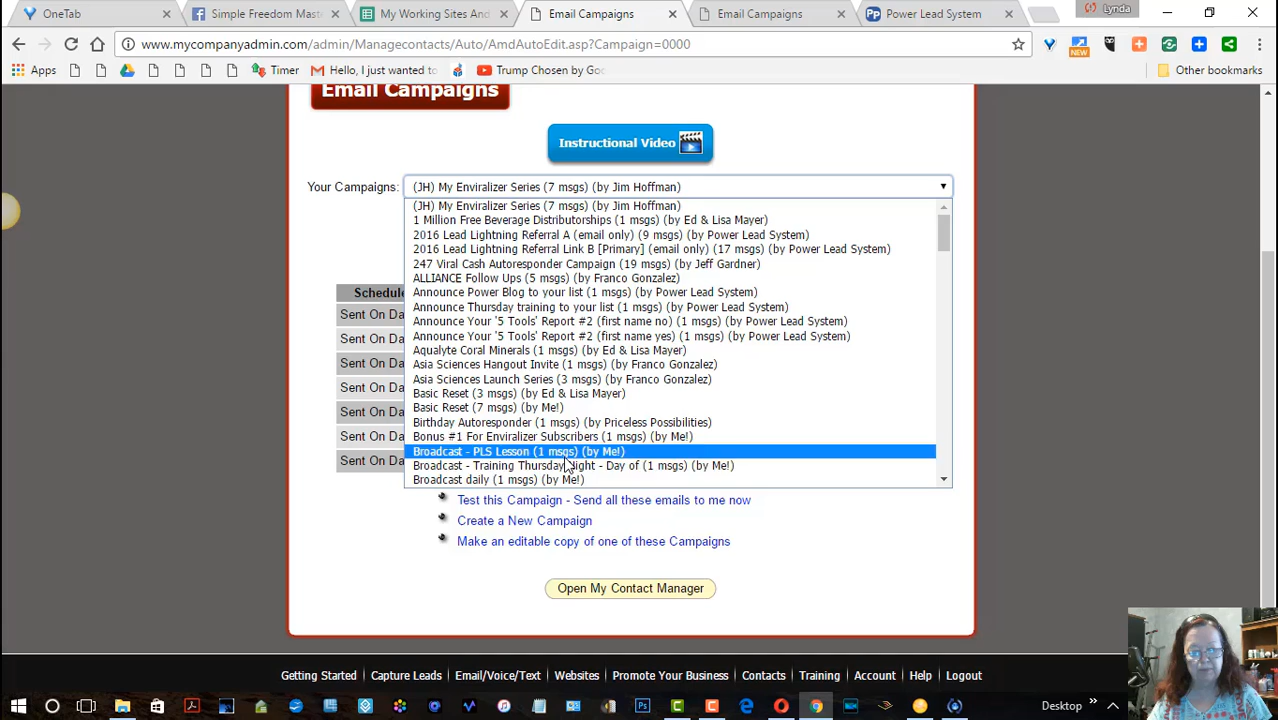 OneTab
Simple Freedom Maste
My Working Sites And
Email Campaigns
Email Campaigns
Power Lead System
Lynda
www.mycompanyadmin.com/admin/Managecontacts/Auto/AmdAutoEdit.asp?Campaign=0000
NEW
Apps
Timer
Hello, I just wanted to
Trump Chosen by Go
Other bookmarks
Email Campaigns
Instructional Video
Your Campaigns:
(JH) My Enviralizer Series (7 msgs) (by Jim Hoffman)
(JH) My Enviralizer Series (7 msgs) (by Jim Hoffman)
1 Million Free Beverage Distributorships (1 msgs) (by Ed & Lisa Mayer)
2016 Lead Lightning Referral A (email only) (9 msgs) (by Power Lead System)
2016 Lead Lightning Referral Link B [Primary] (email only) (17 msgs) (by Power Lead System)
247 Viral Cash Autoresponder Campaign (19 msgs) (by Jeff Gardner)
ALLIANCE Follow Ups (5 msgs) (by Franco Gonzalez)
Announce Power Blog to your list (1 msgs) (by Power Lead System)
Announce Thursday training to your list (1 msgs) (by Power Lead System)
Announce Your '5 Tools' Report #2 (first name no) (1 msgs) (by Power Lead System)
Announce Your '5 Tools' Report #2 (first name yes) (1 msgs) (by Power Lead System)
Aqualyte Coral Minerals (1 msgs) (by Ed & Lisa Mayer)
Asia Sciences Hangout Invite (1 msgs) (by Franco Gonzalez)
Asia Sciences Launch Series (3 msgs) (by Franco Gonzalez)
Basic Reset (3 msgs) (by Ed & Lisa Mayer)
Basic Reset (7 msgs) (by Me!)
Birthday Autoresponder (1 msgs) (by Priceless Possibilities)
Bonus #1 For Enviralizer Subscribers (1 msgs) (by Me!)
Broadcast - PLS Lesson (1 msgs) (by Me!)
Broadcast - Training Thursday Night - Day of (1 msgs) (by Me!)
Broadcast daily (1 msgs) (by Me!)
Schedule
Sent On Da
Sent On Da
Sent On Da
Sent On Da
Sent On Da
Sent On Da
Sent On Da
Test this Campaign - Send all these emails to me now
Create a New Campaign
Make an editable copy of one of these Campaigns
Open My Contact Manager
Getting Started | Capture Leads | Email/Voice/Text | Websites | Promote Your Business | Contacts | Training | Account | Help | Logout
Desktop
7:17 PM